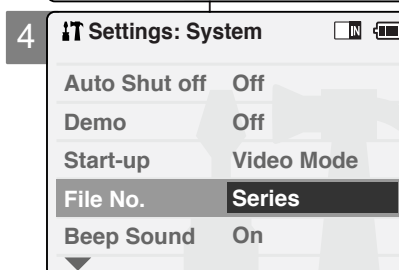 4
Settings: System
IN
Auto Shut off Off
Demo Off
Start-up Video Mode
File No. Series
Beep Sound On